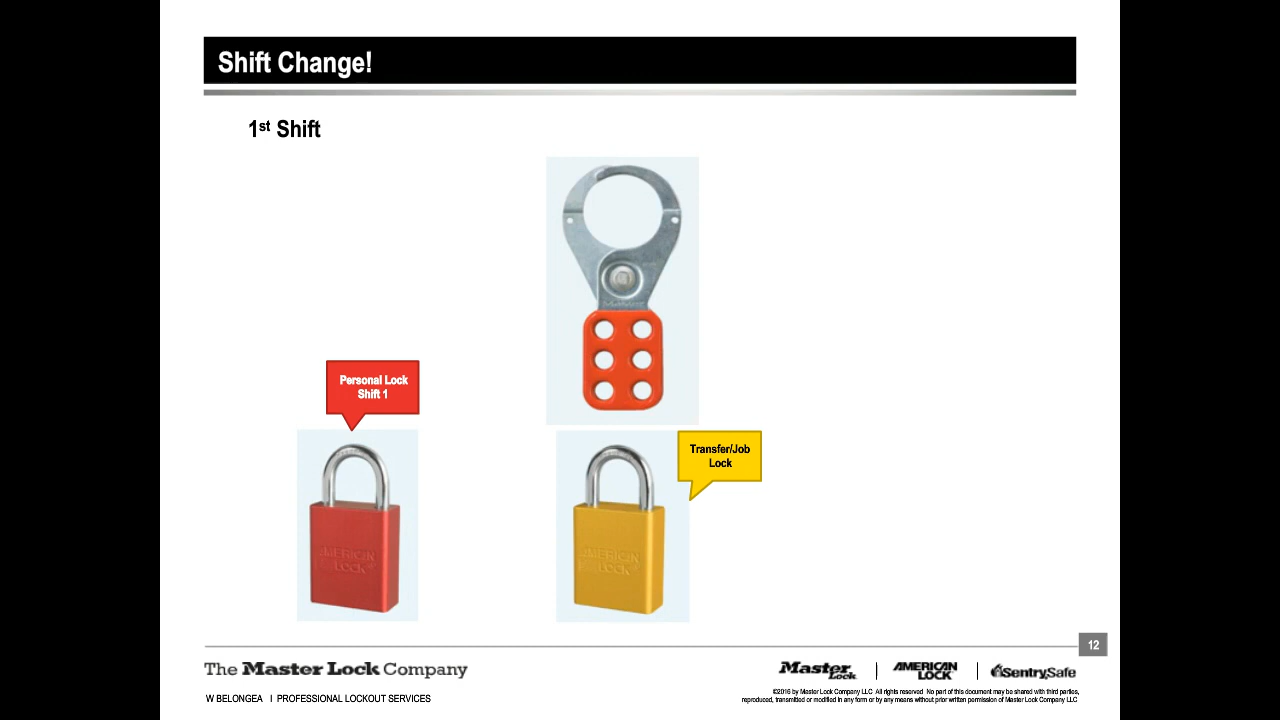 Shift Change!
1st Shift
Personal Lock
Shift 1
Transfer/Job
Lock
AMERICAN
LOCK
AMERICAN
LOCK
12
The Master Lock Company
Master Lock
AMERICAN LOCK
SentrySafe
W BELONGEA I PROFESSIONAL LOCKOUT SERVICES
©2016 by Master Lock Company LLC All rights reserved No part of this document may be shared with third parties,
reproduced, transmitted or modified in any form or by any means without prior written permission of Master Lock Company LLC